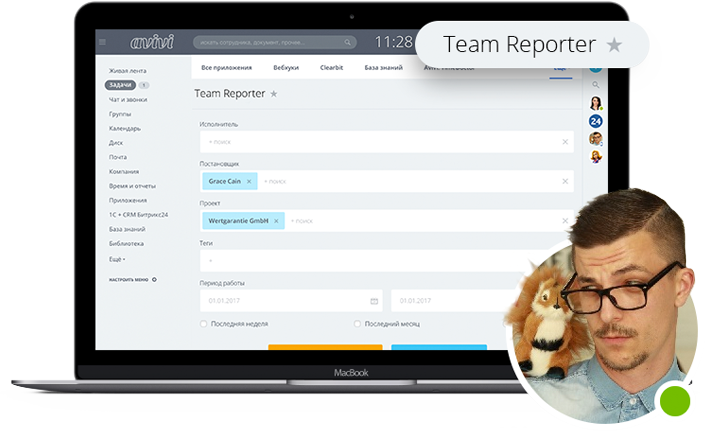 avivi
искать сотрудника, документ, прочее...
11:28
Team Reporter
Живая лента
Задачи 1
Чат и звонки
Группы
Календарь
Диск
Почта
Компания
Время и отчеты
Приложения
1С + CRM Битрикс24
База знаний
Библиотека
Ещё
НАСТРОИТЬ МЕНЮ
Все приложения
Вебхуки
Clearbit
База знаний
Team Reporter
Исполнитель
+ поиск
Постановщик
Grace Cain × + поиск
Проект
Wertgarantie GmbH × + поиск
Теги
+
Период работы
01.01.2017
01.01.2017
Последняя неделя
Последний месяц
24
MacBook